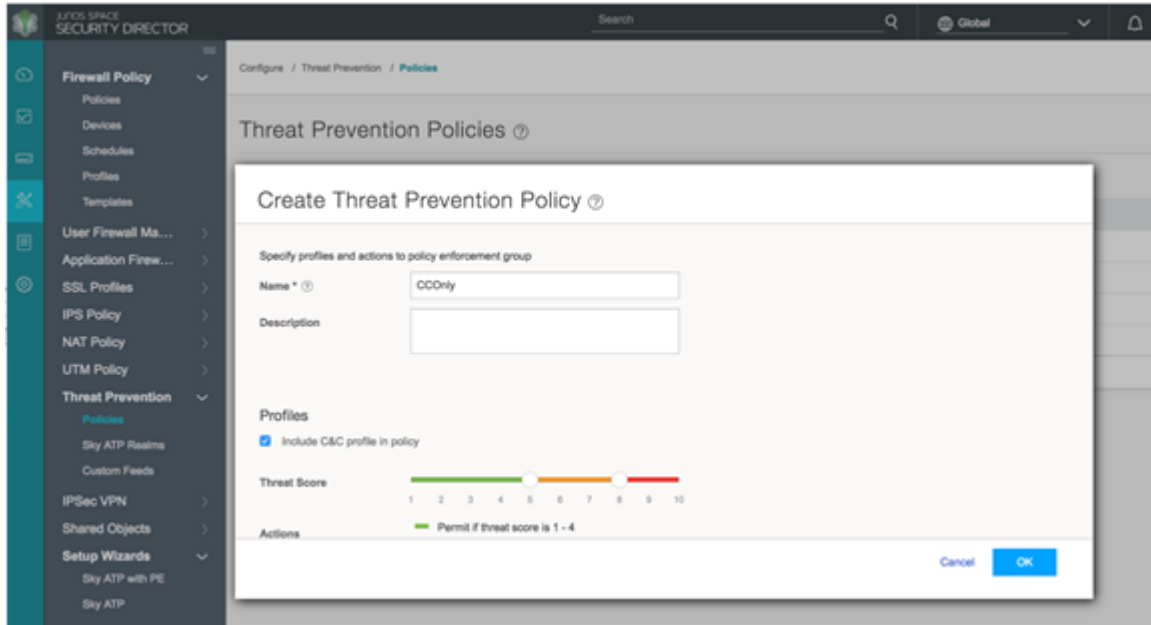 JUNOS SPACE
SECURITY DIRECTOR
Search
Global
Firewall Policy
Policies
Devices
Schedules
Profiles
Templates
User Firewall Ma...
Application Firew...
SSL Profiles
IPS Policy
NAT Policy
UTM Policy
Threat Prevention
Policies
Sky ATP Realms
Custom Feeds
IPSec VPN
Shared Objects
Setup Wizards
Sky ATP with PE
Sky ATP
Configure / Threat Prevention / Policies
Threat Prevention Policies ?
Create Threat Prevention Policy ?
Specify profiles and actions to policy enforcement group
Name * ? CCOnly
Description
Profiles
Include C&C profile in policy
Threat Score
1 2 3 4 5 6 7 8 9 10
Actions Permit if threat score is 1 - 4
Cancel OK